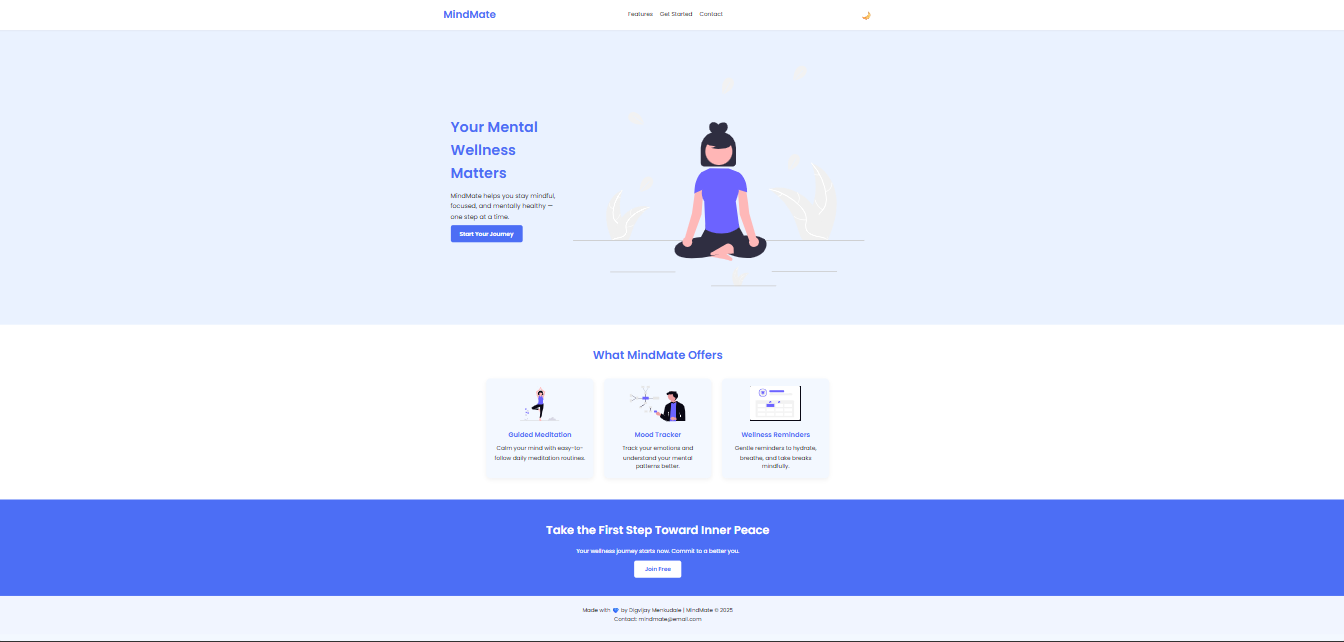 MindMate
Features Get Started Contact
Your Mental
Wellness
Matters
MindMate helps you stay mindful,
focused, and mentally healthy —
one step at a time.
Start Your Journey
What MindMate Offers
Guided Meditation
Calm your mind with easy-to-
follow daily meditation routines.
Mood Tracker
Track your emotions and
understand your mental
patterns better.
Wellness Reminders
Gentle reminders to hydrate,
breathe, and take breaks
mindfully.
Take the First Step Toward Inner Peace
Your wellness journey starts now. Commit to a better you.
Join Free
Made with 💙 by Digvijay Menkudale | MindMate © 2025
Contact: mindmate@email.com